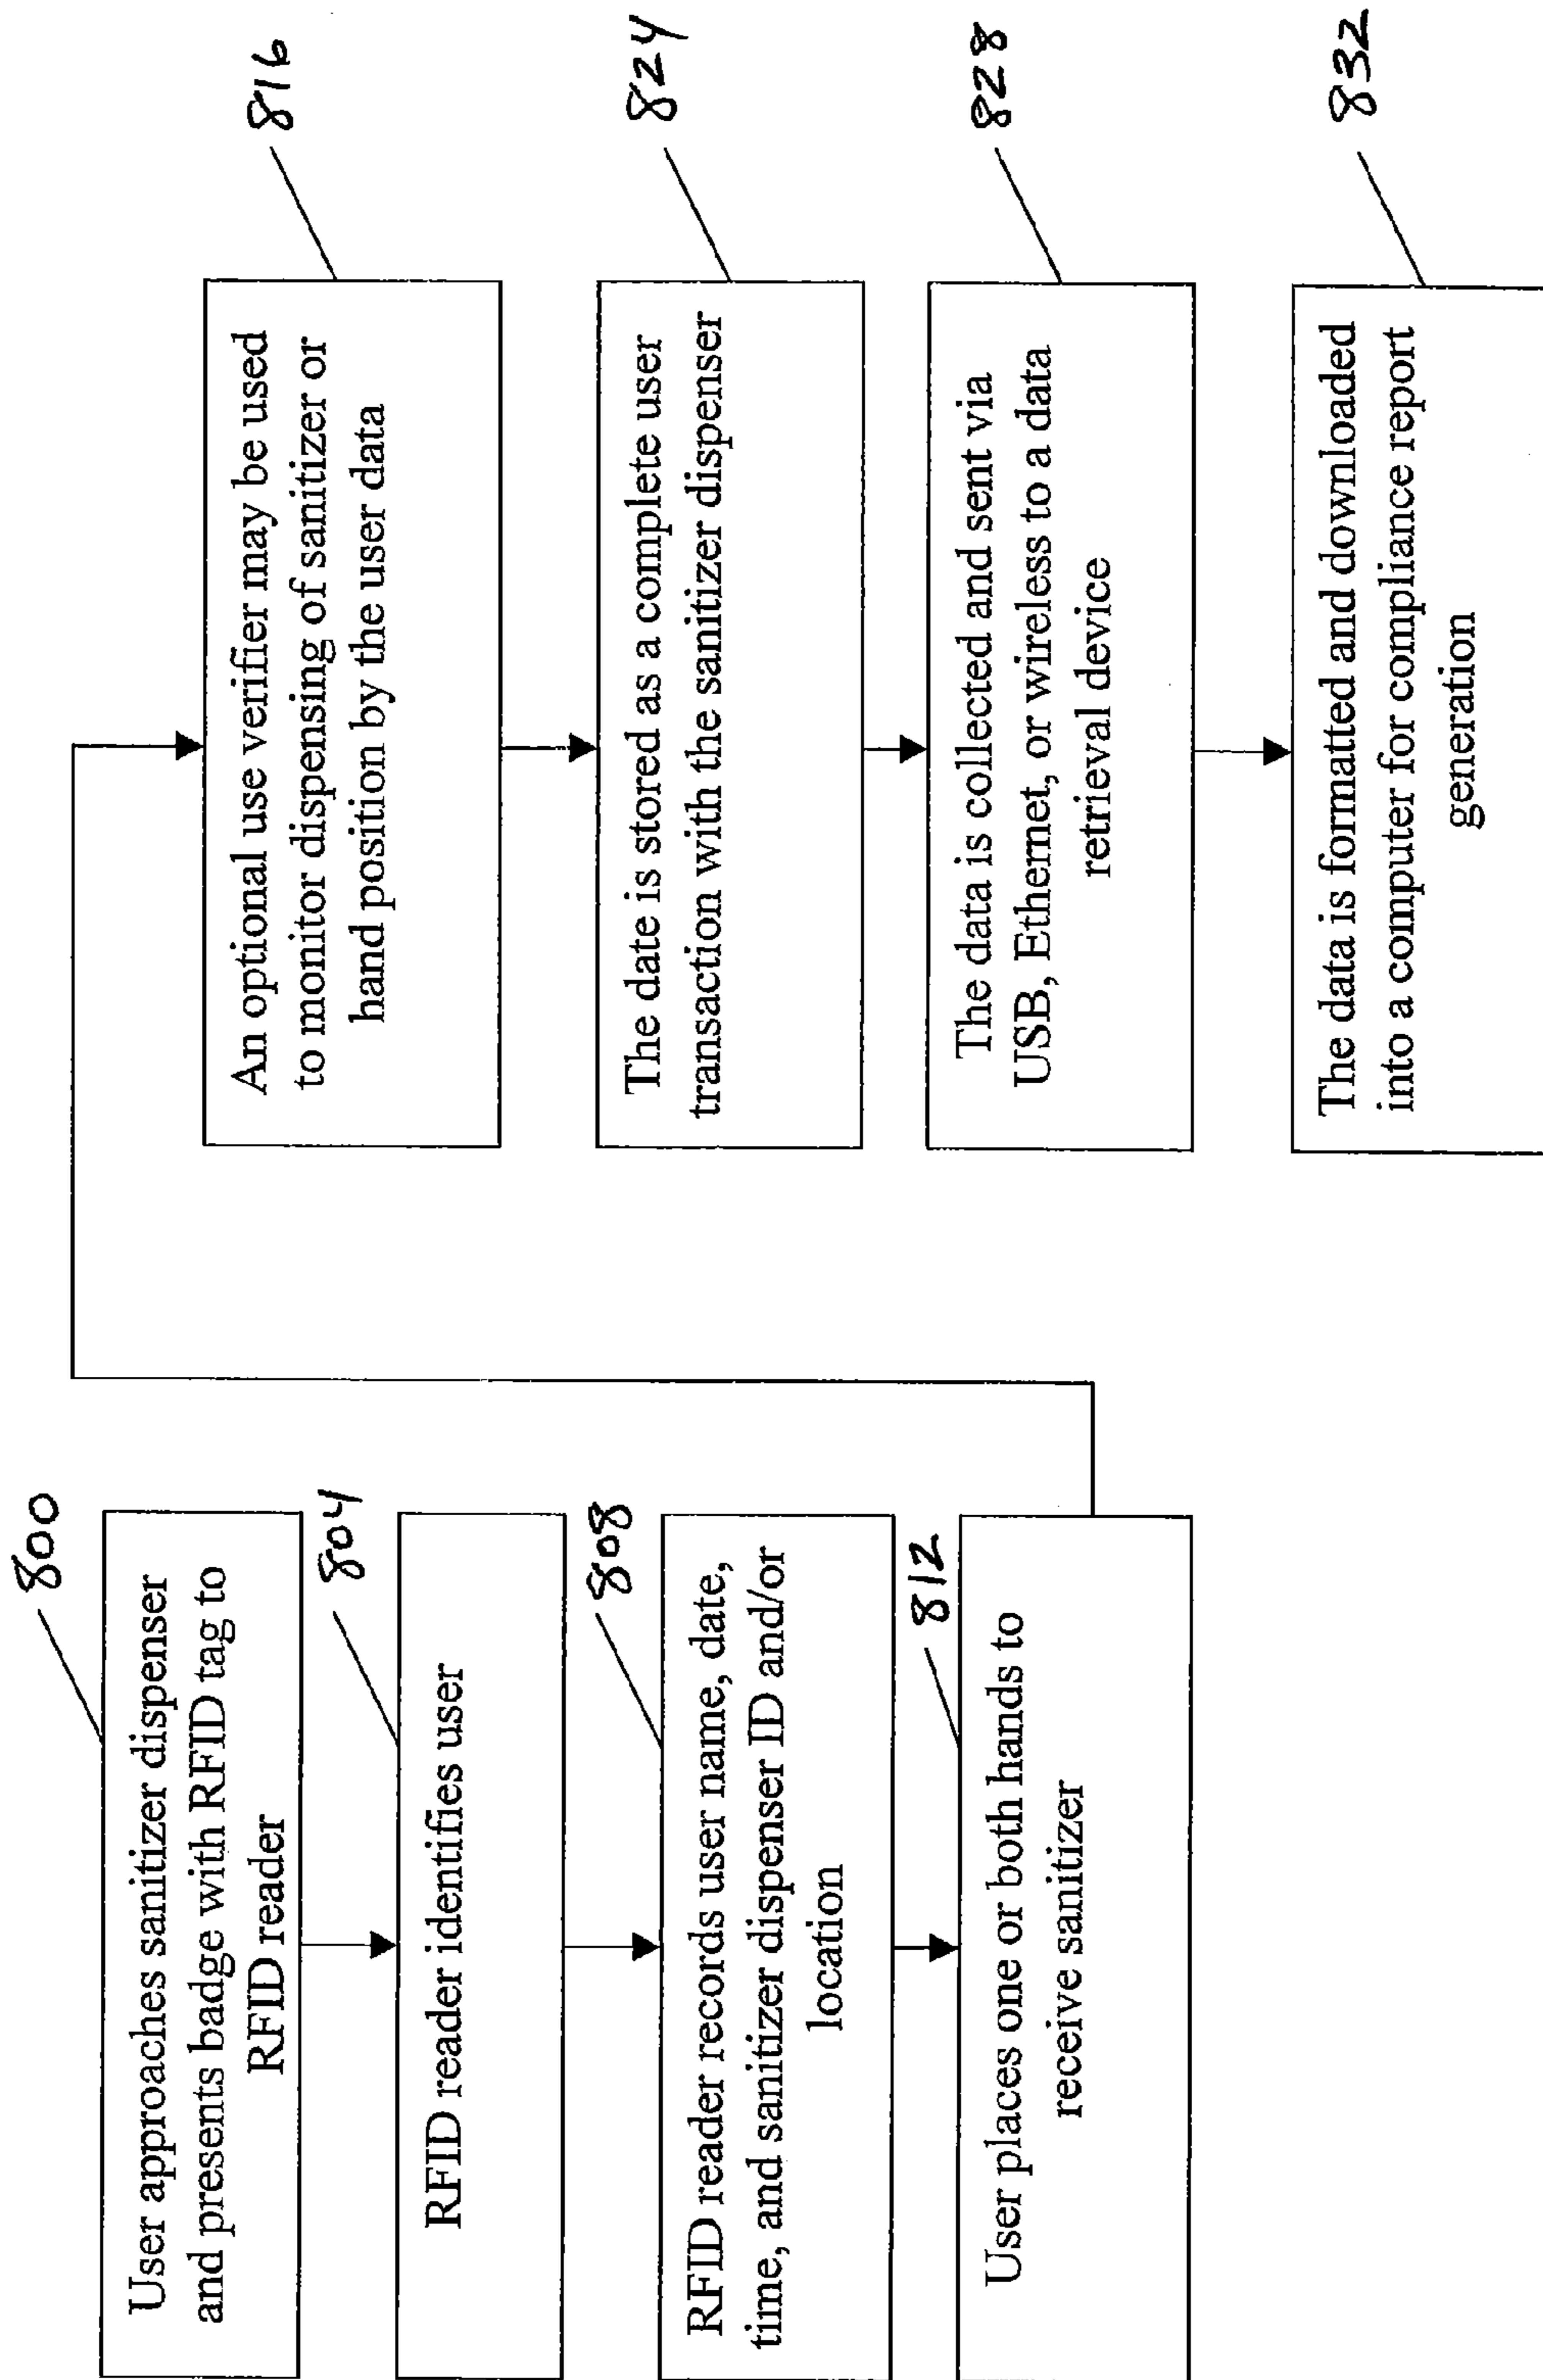 800
User approaches sanitizer dispenser
and presents badge with RFID tag to
RFID reader
804
RFID reader identifies user
808
RFID reader records user name, date,
time, and sanitizer dispenser ID and/or
location
812
User places one or both hands to
receive sanitizer
816
An optional use verifier may be used
to monitor dispensing of sanitizer or
hand position by the user data
824
The date is stored as a complete user
transaction with the sanitizer dispenser
828
The data is collected and sent via
USB, Ethernet, or wireless to a data
retrieval device
832
The data is formatted and downloaded
into a computer for compliance report
generation